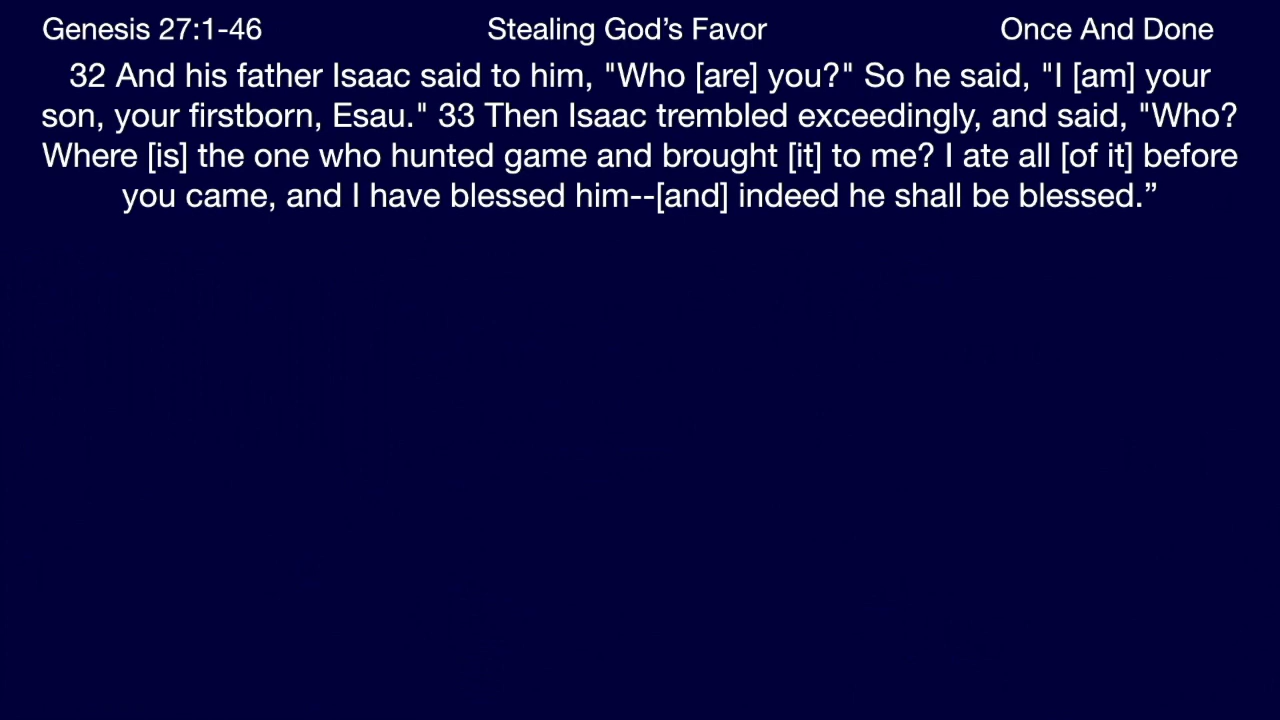 Genesis 27:1-46 Stealing God’s Favor Once And Done
32 And his father Isaac said to him, "Who [are] you?" So he said, "I [am] your
son, your firstborn, Esau." 33 Then Isaac trembled exceedingly, and said, "Who?
Where [is] the one who hunted game and brought [it] to me? I ate all [of it] before
you came, and I have blessed him--[and] indeed he shall be blessed.”